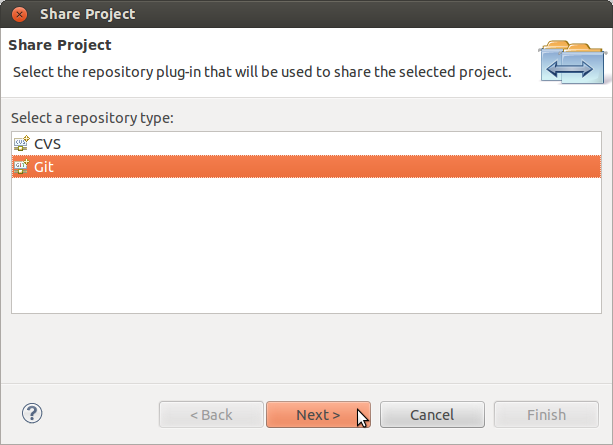 Share Project
Share Project
Select the repository plug-in that will be used to share the selected project.
Select a repository type:
CVS
Git
?
< Back
Next >
Cancel
Finish